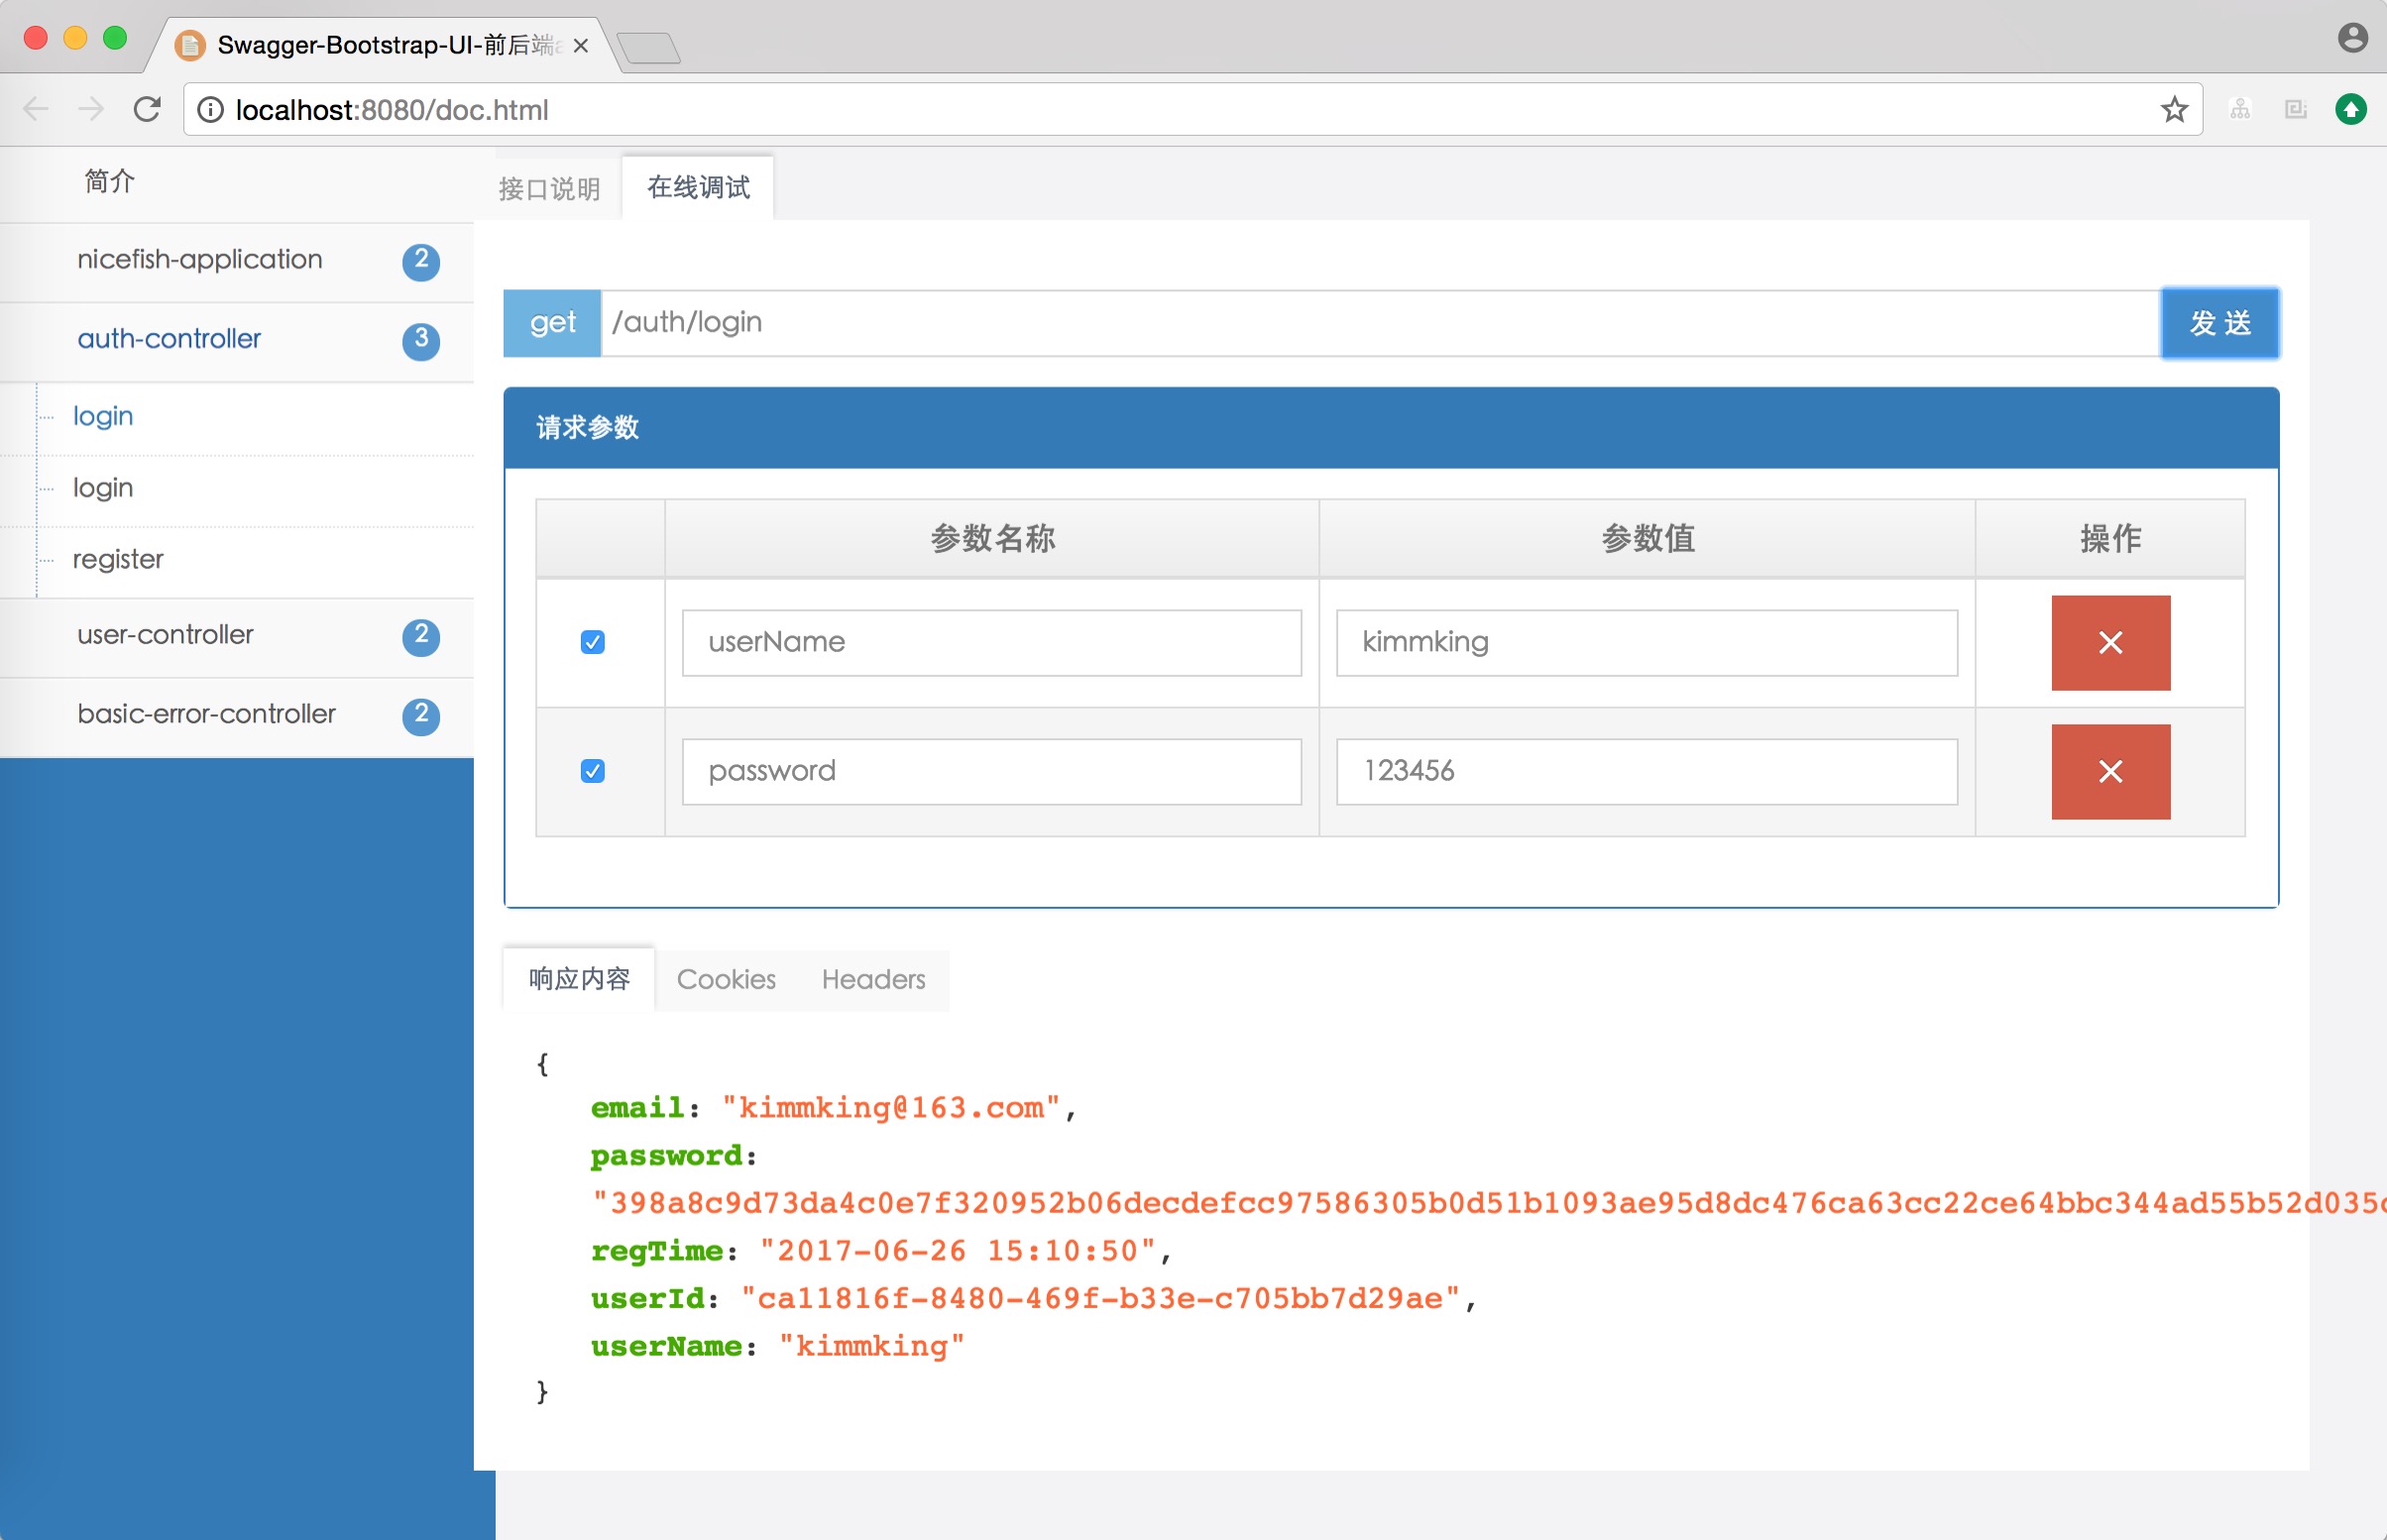 Swagger-Bootstrap-UI-前后端
localhost:8080/doc.html
简介
nicefish-application 2
auth-controller 3
login
login
register
user-controller 2
basic-error-controller 2
接口说明 在线调试
get /auth/login 发 送
请求参数
参数名称 参数值 操作
userName kimmking
password 123456
响应内容 Cookies Headers
{
email: "kimmking@163.com",
password:
"398a8c9d73da4c0e7f320952b06decdefcc97586305b0d51b1093ae95d8dc476ca63cc22ce64bbc344ad55b52d035
regTime: "2017-06-26 15:10:50",
userId: "ca11816f-8480-469f-b33e-c705bb7d29ae",
userName: "kimmking"
}